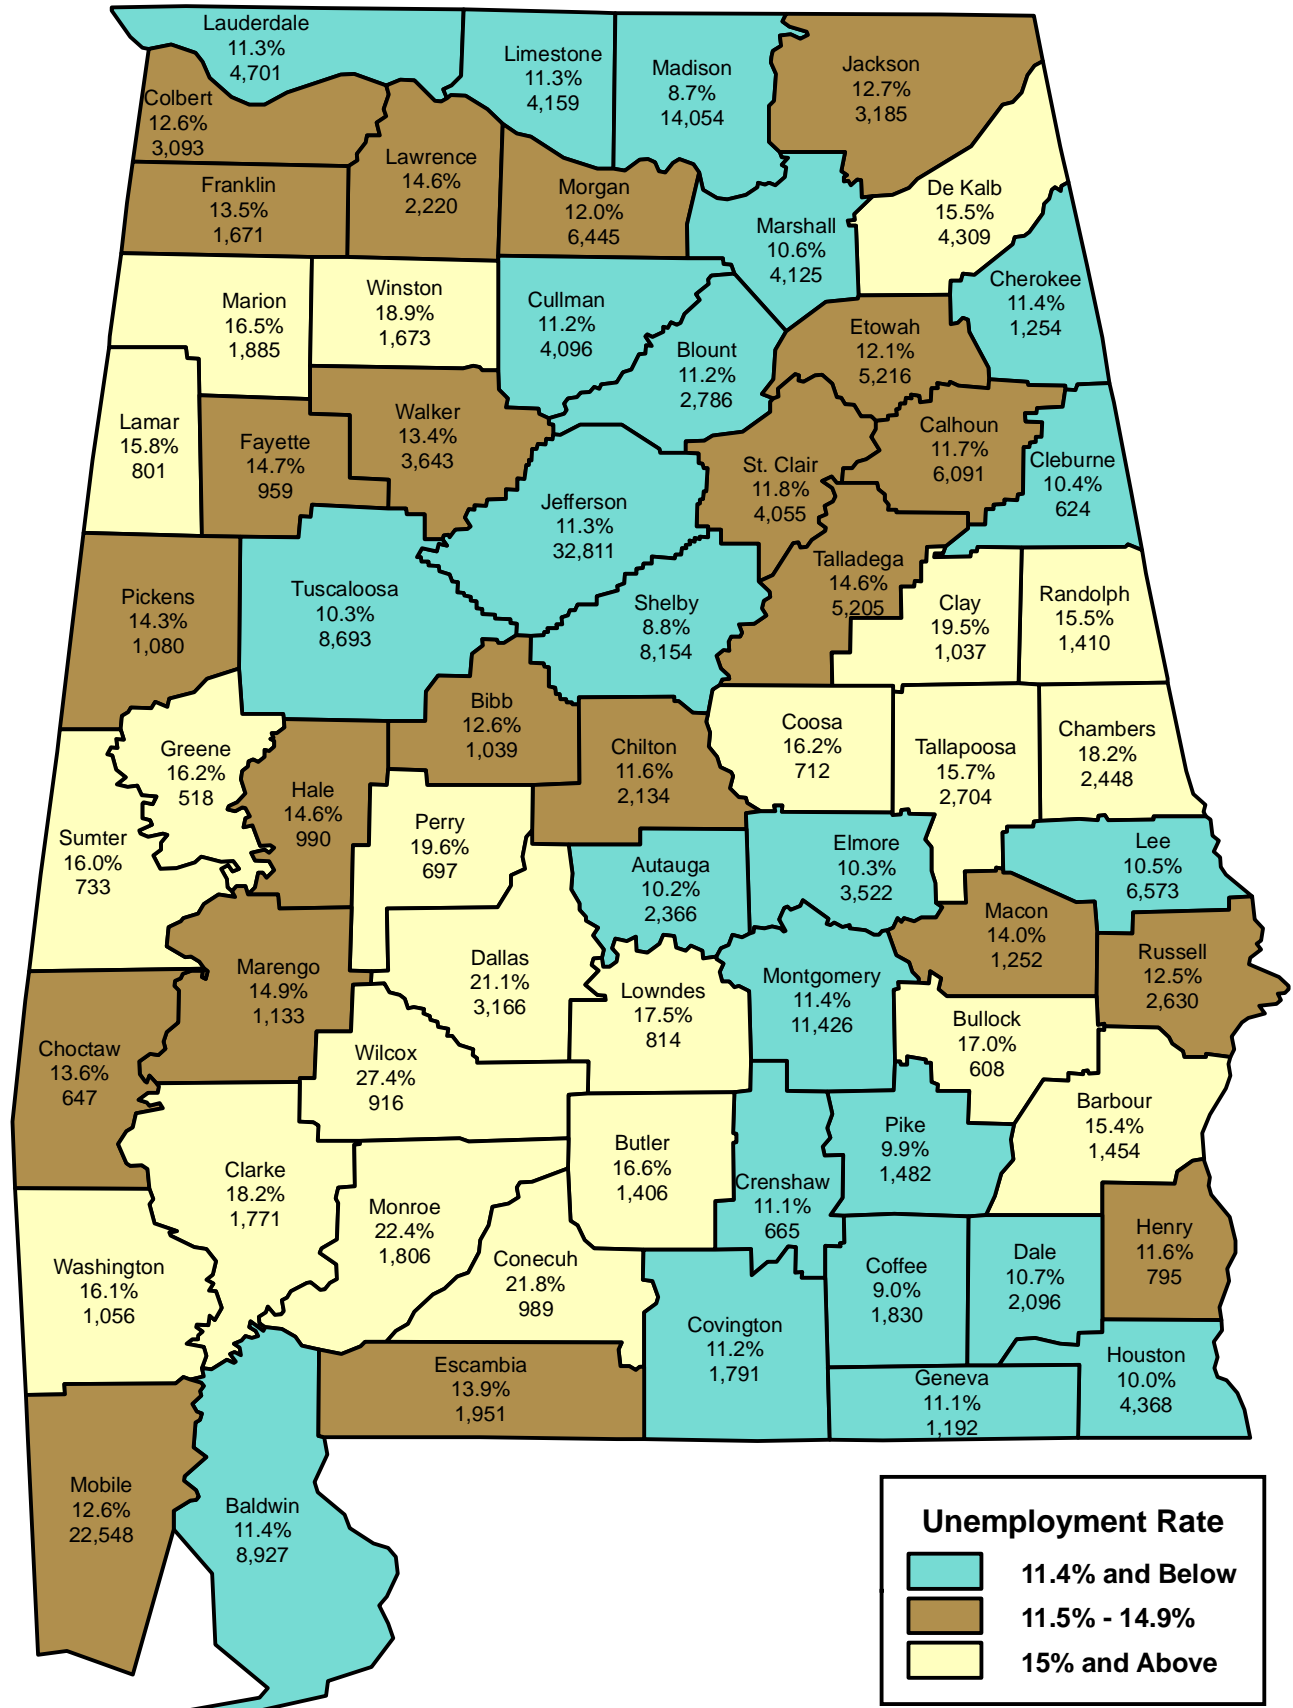 Lauderdale
11.3%
4,701
Limestone
11.3%
4,159
Madison
8.7%
14,054
Jackson
12.7%
3,185
Colbert
12.6%
3,093
Lawrence
14.6%
2,220
Franklin
13.5%
1,671
Morgan
12.0%
6,445
Marshall
10.6%
4,125
De Kalb
15.5%
4,309
Cherokee
11.4%
1,254
Marion
16.5%
1,885
Winston
18.9%
1,673
Cullman
11.2%
4,096
Blount
11.2%
2,786
Etowah
12.1%
5,216
Lamar
15.8%
801
Fayette
14.7%
959
Walker
13.4%
3,643
St. Clair
11.8%
4,055
Calhoun
11.7%
6,091
Cleburne
10.4%
624
Jefferson
11.3%
32,811
Talladega
14.6%
5,205
Pickens
14.3%
1,080
Tuscaloosa
10.3%
8,693
Shelby
8.8%
8,154
Clay
19.5%
1,037
Randolph
15.5%
1,410
Bibb
12.6%
1,039
Chilton
11.6%
2,134
Coosa
16.2%
712
Tallapoosa
15.7%
2,704
Chambers
18.2%
2,448
Greene
16.2%
518
Hale
14.6%
990
Sumter
16.0%
733
Perry
19.6%
697
Autauga
10.2%
2,366
Elmore
10.3%
3,522
Lee
10.5%
6,573
Macon
14.0%
1,252
Russell
12.5%
2,630
Marengo
14.9%
1,133
Dallas
21.1%
3,166
Lowndes
17.5%
814
Montgomery
11.4%
11,426
Bullock
17.0%
608
Choctaw
13.6%
647
Wilcox
27.4%
916
Barbour
15.4%
1,454
Clarke
18.2%
1,771
Monroe
22.4%
1,806
Butler
16.6%
1,406
Crenshaw
11.1%
665
Pike
9.9%
1,482
Henry
11.6%
795
Washington
16.1%
1,056
Conecuh
21.8%
989
Coffee
9.0%
1,830
Dale
10.7%
2,096
Covington
11.2%
1,791
Escambia
13.9%
1,951
Geneva
11.1%
1,192
Houston
10.0%
4,368
Mobile
12.6%
22,548
Baldwin
11.4%
8,927
Unemployment Rate
11.4% and Below
11.5% - 14.9%
15% and Above